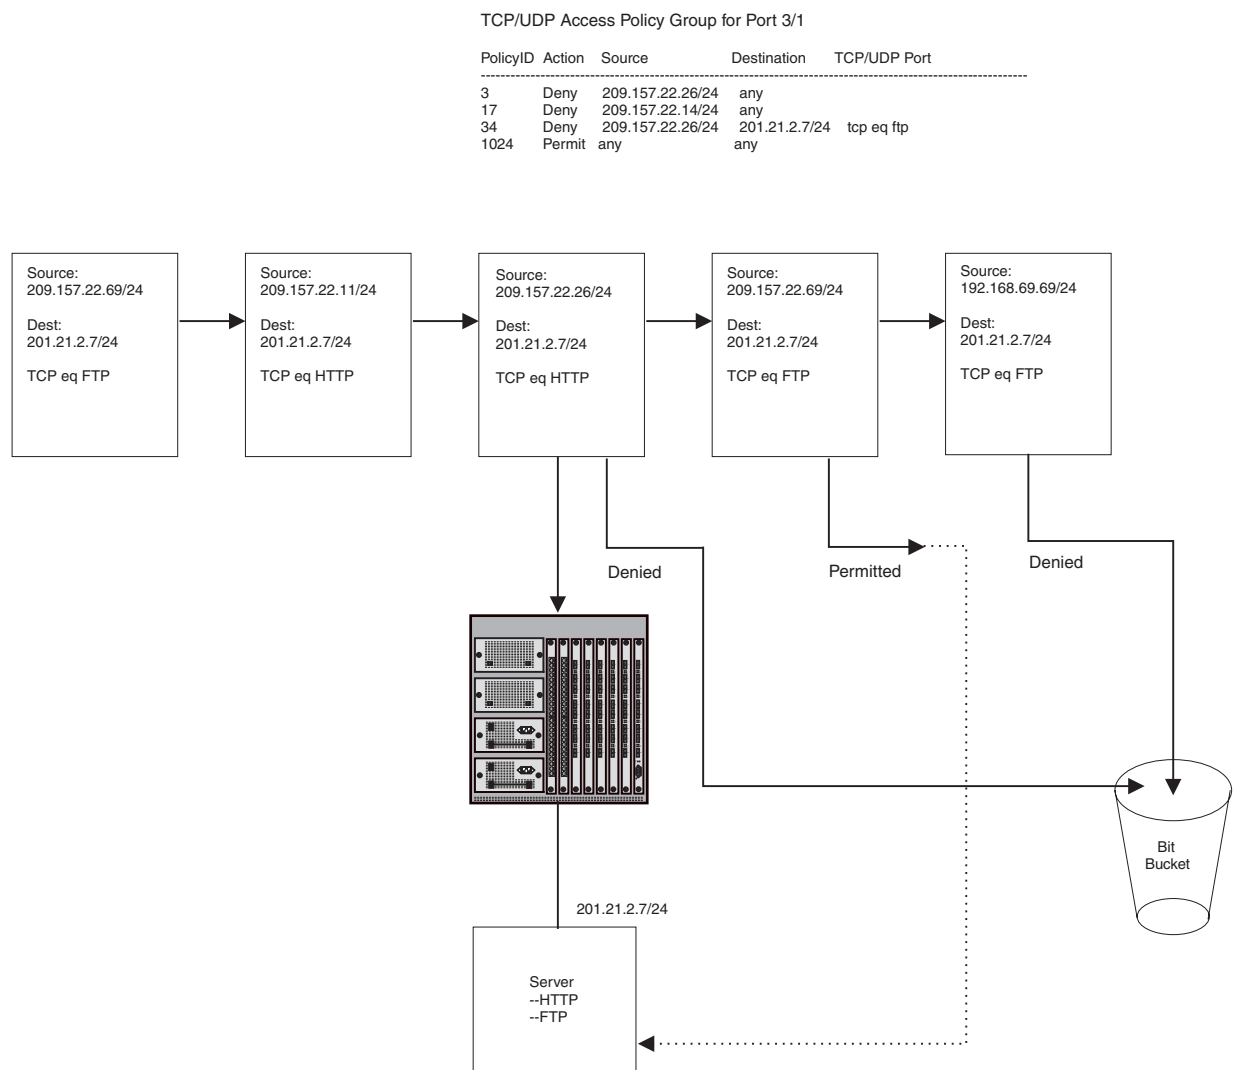 TCP/UDP Access Policy Group for Port 3/1
PolicyID Action Source Destination TCP/UDP Port
3 Deny 209.157.22.26/24 any
17 Deny 209.157.22.14/24 any
34 Deny 209.157.22.26/24 201.21.2.7/24 tcp eq ftp
1024 Permit any any
Source:
209.157.22.69/24
Dest:
201.21.2.7/24
TCP eq FTP
Source:
209.157.22.11/24
Dest:
201.21.2.7/24
TCP eq HTTP
Source:
209.157.22.26/24
Dest:
201.21.2.7/24
TCP eq HTTP
Source:
209.157.22.69/24
Dest:
201.21.2.7/24
TCP eq FTP
Source:
192.168.69.69/24
Dest:
201.21.2.7/24
TCP eq FTP
Denied
Permitted
Denied
Bit
Bucket
201.21.2.7/24
Server
--HTTP
--FTP